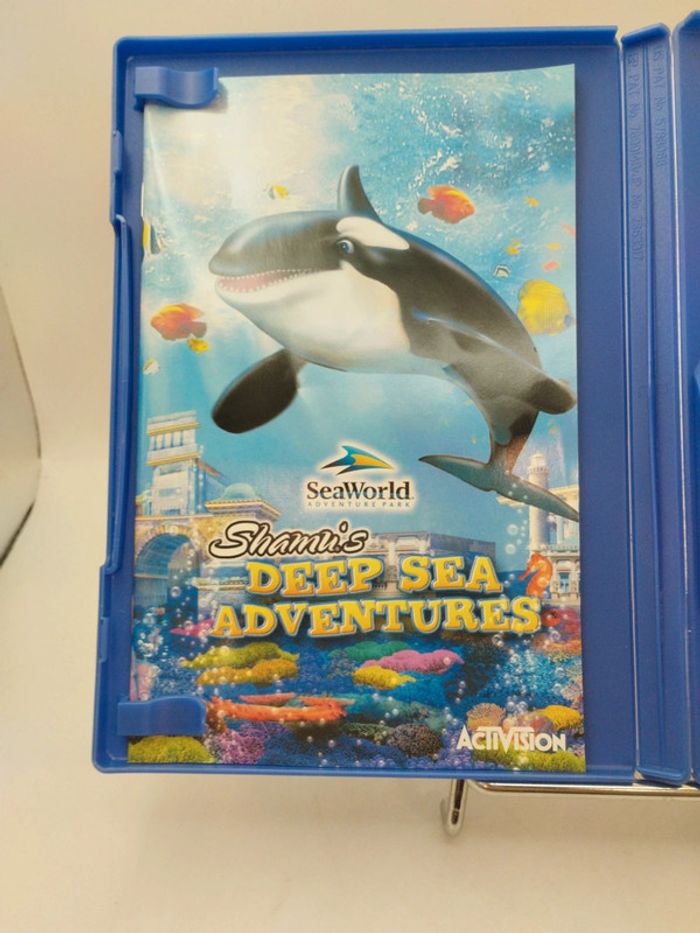 SeaWorld
ADVENTURE PARK
Shamu's
DEEP SEA
ADVENTURES
ACTIVISION